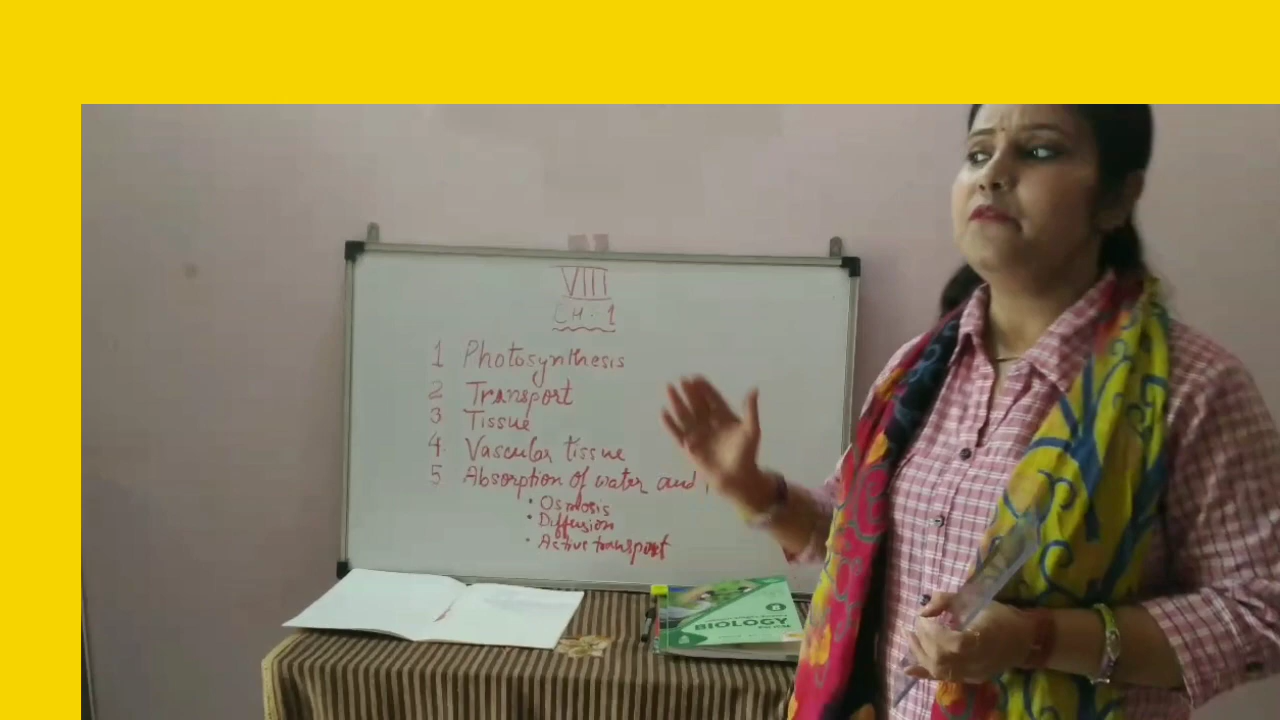 VIII
CH. 1
1 Photosynthesis
2 Transport
3 Tissue
4. Vascular tissue
5 Absorption of water and
• Osmosis
• Diffusion
• Active transport
8
BIOLOGY